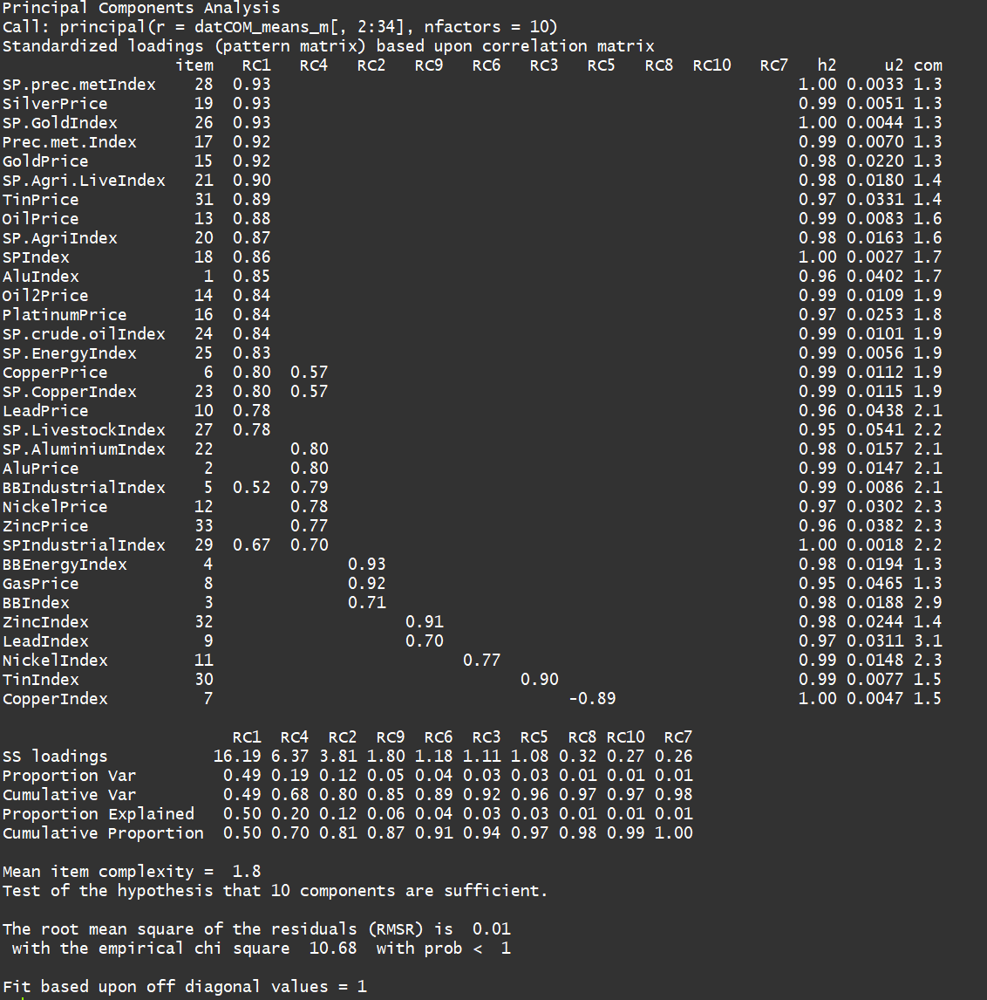 Principal Components Analysis
Call: principal(r = datCOM_means_m[, 2:34], nfactors = 10)
Standardized loadings (pattern matrix) based upon correlation matrix
item RC1 RC4 RC2 RC9 RC6 RC3 RC5 RC8 RC10 RC7 h2 u2 com
SP.prec.metIndex 28 0.93 1.00 0.0033 1.3
SilverPrice 19 0.93 0.99 0.0051 1.3
SP.GoldIndex 26 0.93 1.00 0.0044 1.3
Prec.met.Index 17 0.92 0.99 0.0070 1.3
GoldPrice 15 0.92 0.98 0.0220 1.3
SP.Agri.LiveIndex 21 0.90 0.98 0.0180 1.4
TinPrice 31 0.89 0.97 0.0331 1.4
OilPrice 13 0.88 0.99 0.0083 1.6
SP.AgriIndex 20 0.87 0.98 0.0163 1.6
SPIndex 18 0.86 1.00 0.0027 1.7
AluIndex 1 0.85 0.96 0.0402 1.7
Oil2Price 14 0.84 0.99 0.0109 1.9
PlatinumPrice 16 0.84 0.97 0.0253 1.8
SP.crude.oilIndex 24 0.84 0.99 0.0101 1.9
SP.EnergyIndex 25 0.83 0.99 0.0056 1.9
CopperPrice 6 0.80 0.57 0.99 0.0112 1.9
SP.CopperIndex 23 0.80 0.57 0.99 0.0115 1.9
LeadPrice 10 0.78 0.96 0.0438 2.1
SP.LivestockIndex 27 0.78 0.95 0.0541 2.2
SP.AluminiumIndex 22 0.80 0.98 0.0157 2.1
AluPrice 2 0.80 0.99 0.0147 2.1
BBIndustrialIndex 5 0.52 0.79 0.99 0.0086 2.1
NickelPrice 12 0.78 0.97 0.0302 2.3
ZincPrice 33 0.77 0.96 0.0382 2.3
SPIndustrialIndex 29 0.67 0.70 1.00 0.0018 2.2
BBEnergyIndex 4 0.93 0.98 0.0194 1.3
GasPrice 8 0.92 0.95 0.0465 1.3
BBIndex 3 0.71 0.98 0.0188 2.9
ZincIndex 32 0.91 0.98 0.0244 1.4
LeadIndex 9 0.70 0.97 0.0311 3.1
NickelIndex 11 0.77 0.99 0.0148 2.3
TinIndex 30 0.90 0.99 0.0077 1.5
CopperIndex 7 -0.89 1.00 0.0047 1.5
RC1 RC4 RC2 RC9 RC6 RC3 RC5 RC8 RC10 RC7
SS loadings 16.19 6.37 3.81 1.80 1.18 1.11 1.08 0.32 0.27 0.26
Proportion Var 0.49 0.19 0.12 0.05 0.04 0.03 0.03 0.01 0.01 0.01
Cumulative Var 0.49 0.68 0.80 0.85 0.89 0.92 0.96 0.97 0.97 0.98
Proportion Explained 0.50 0.20 0.12 0.06 0.04 0.03 0.03 0.01 0.01 0.01
Cumulative Proportion 0.50 0.70 0.81 0.87 0.91 0.94 0.97 0.98 0.99 1.00
Mean item complexity = 1.8
Test of the hypothesis that 10 components are sufficient.
The root mean square of the residuals (RMSR) is 0.01
with the empirical chi square 10.68 with prob < 1
Fit based upon off diagonal values = 1